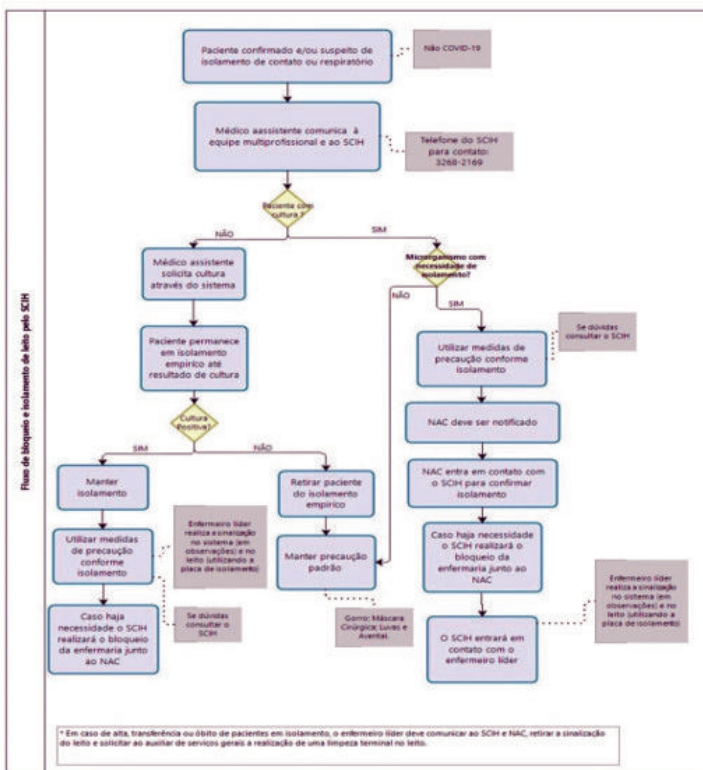 Fluxo de bloqueio e isolamento de leito pelo SCIH
Paciente confirmado e/ou suspeito de
isolamento de contato ou respiratório
Não COVID-19
Médico aassistente comunica à
equipe multiprofissional e ao SCIH
Telefone do SCIH
para contato:
3268-2169
Paciente com
cultura ?
NÃO
SIM
Médico assistente
solicita cultura
através do sistema
Microrganismo com
necessidade de
isolamento?
NÃO
SIM
Paciente permanece
em isolamento
empírico até
resultado de cultura
Utilizar medidas de
precaução conforme
isolamento
Se dúvidas
consultar o SCIH
Cultura
Positiva?
SIM
NÃO
NAC deve ser notificado
Manter
isolamento
Retirar paciente
do isolamento
empírico
NAC entra em contato com
o SCIH para confirmar
isolamento
Utilizar medidas
de precaução
conforme
isolamento
Enfermeiro líder
realiza a sinalização
no sistema (em
observações) e no
leito (utilizando a
placa de isolamento)
Manter precaução
padrão
Caso haja necessidade
o SCIH realizará o
bloqueio da
enfermaria junto ao
NAC
Caso haja
necessidade o SCIH
realizará o bloqueio
da enfermaria junto
ao NAC
Se dúvidas
consultar o
SCIH
Gorro; Máscara
Cirúrgica; Luvas e
Avental.
O SCIH entrará em
contato com o
enfermeiro líder
Enfermeiro líder
realiza a sinalização
no sistema (em
observações) e no
leito (utilizando a
placa de isolamento)
* Em caso de alta, transferência ou óbito de pacientes em isolamento, o enfermeiro líder deve comunicar ao SCIH e NAC, retirar a sinalização
do leito e solicitar ao auxiliar de serviços gerais a realização de uma limpeza terminal no leito.